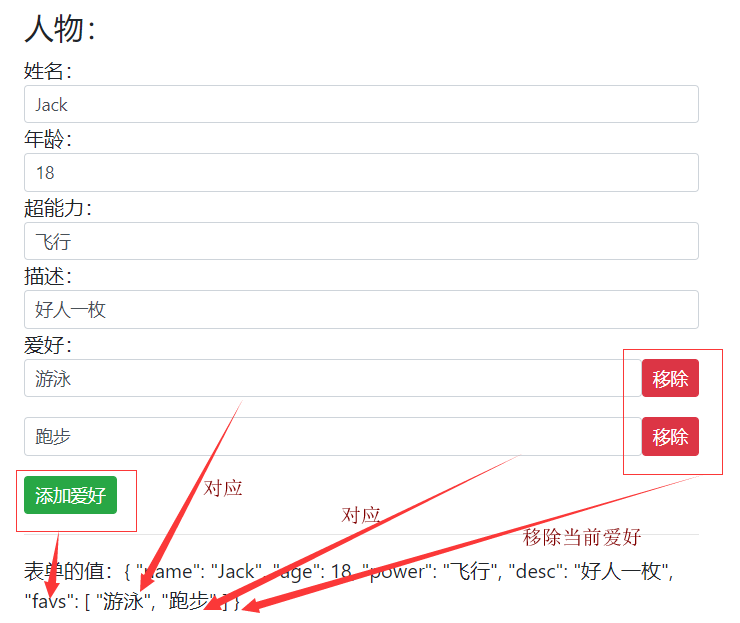 人物：
姓名：
Jack
年龄：
18
超能力：
飞行
描述：
好人一枚
爱好：
游泳
移除
跑步
移除
添加爱好
对应
对应
移除当前爱好
表单的值：{ "name": "Jack", "age": 18, "power": "飞行", "desc": "好人一枚",
"favs": [ "游泳", "跑步" ] }